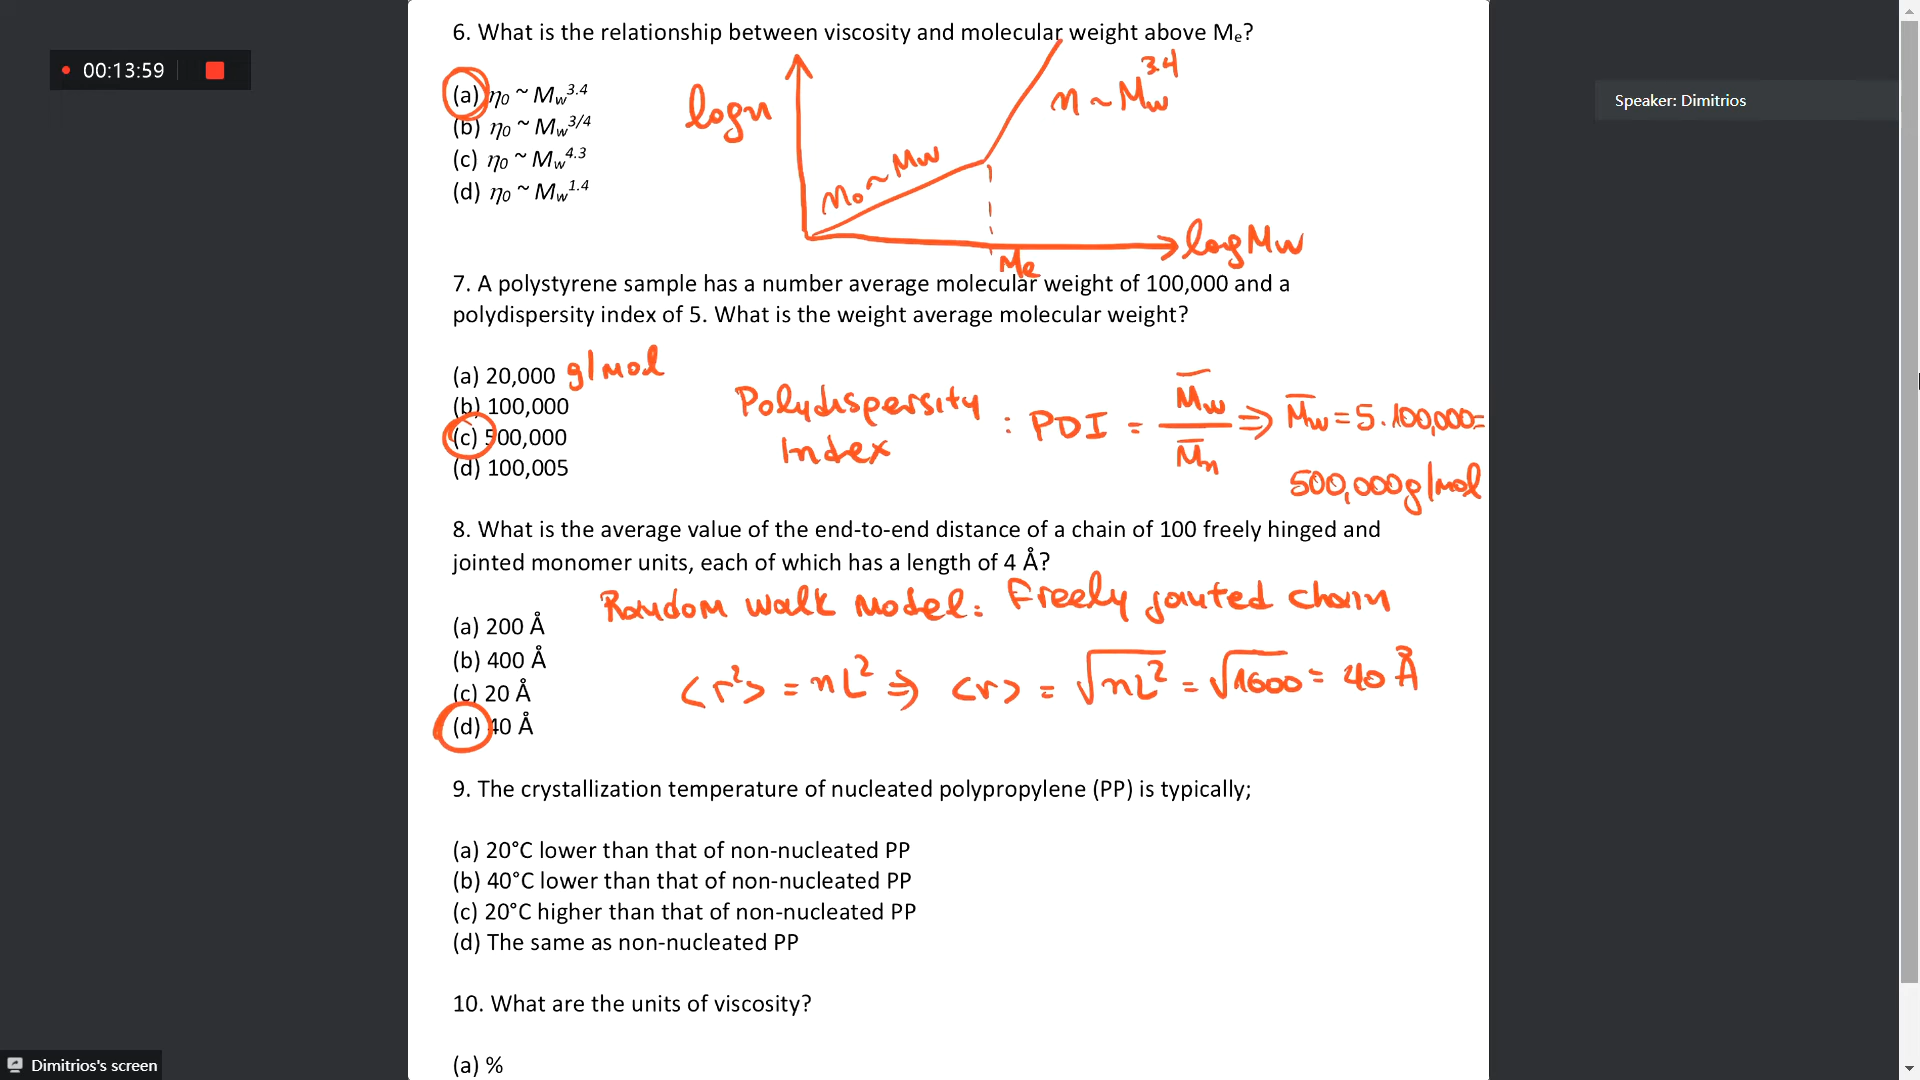 00:13:59
Speaker: Dimitrios
6. What is the relationship between viscosity and molecular weight above Me?
(a) η0 ~ Mw^3.4
(b) η0 ~ Mw^3/4
(c) η0 ~ Mw^4.3
(d) η0 ~ Mw^1.4
logη
η0 ~ Mw
η ~ Mw^3.4
Me
log Mw
7. A polystyrene sample has a number average molecular weight of 100,000 and a
polydispersity index of 5. What is the weight average molecular weight?
(a) 20,000 g/mol
(b) 100,000
(c) 500,000
(d) 100,005
Polydispersity
Index
: PDI = M̅w / M̅n ⇒ M̅w = 5.100,000=
500,000g/mol
8. What is the average value of the end-to-end distance of a chain of 100 freely hinged and
jointed monomer units, each of which has a length of 4 Å?
Random walk model: Freely jointed chain
(a) 200 Å
(b) 400 Å
(c) 20 Å
(d) 40 Å
<r²> = nL² ⇒ <r> = √nL² = √1600 = 40 Å
9. The crystallization temperature of nucleated polypropylene (PP) is typically;
(a) 20°C lower than that of non-nucleated PP
(b) 40°C lower than that of non-nucleated PP
(c) 20°C higher than that of non-nucleated PP
(d) The same as non-nucleated PP
10. What are the units of viscosity?
(a) %
Dimitrios's screen